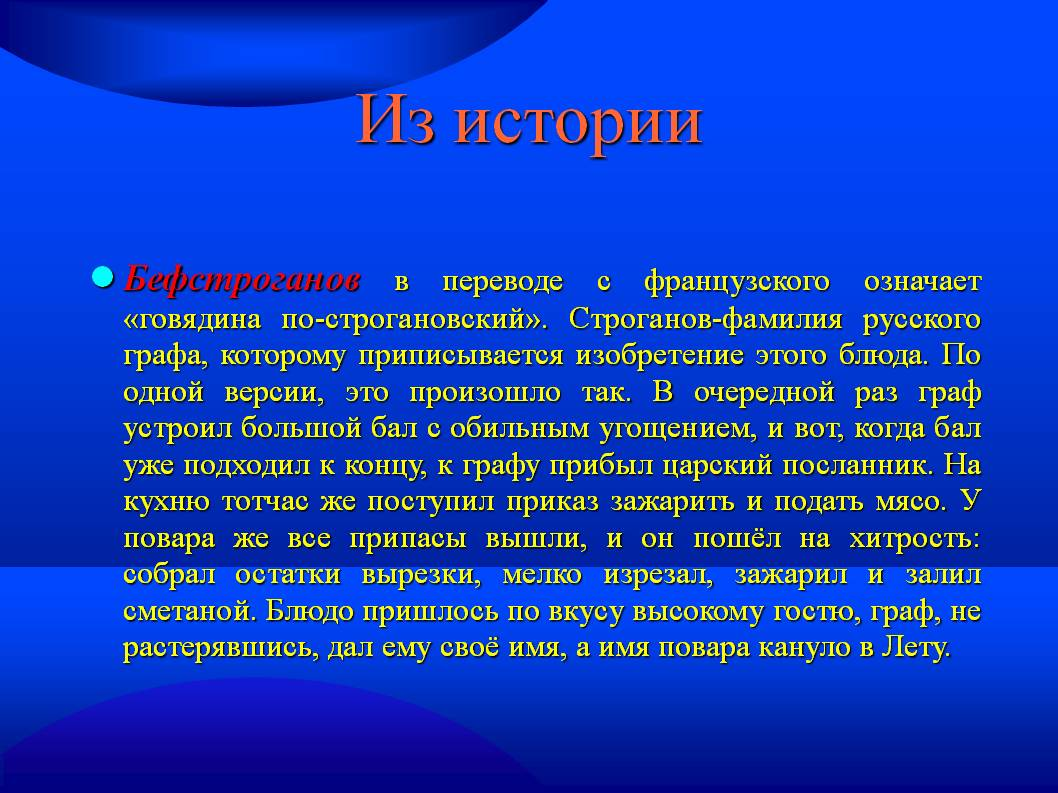 Из истории
Бефстроганов в переводе с французского означает
«говядина по-строгановский». Строганов-фамилия русского
графа, которому приписывается изобретение этого блюда. По
одной версии, это произошло так. В очередной раз граф
устроил большой бал с обильным угощением, и вот, когда бал
уже подходил к концу, к графу прибыл царский посланник. На
кухню тотчас же поступил приказ зажарить и подать мясо. У
повара же все припасы вышли, и он пошёл на хитрость:
собрал остатки вырезки, мелко изрезал, зажарил и залил
сметаной. Блюдо пришлось по вкусу высокому гостю, граф, не
растерявшись, дал ему своё имя, а имя повара кануло в Лету.